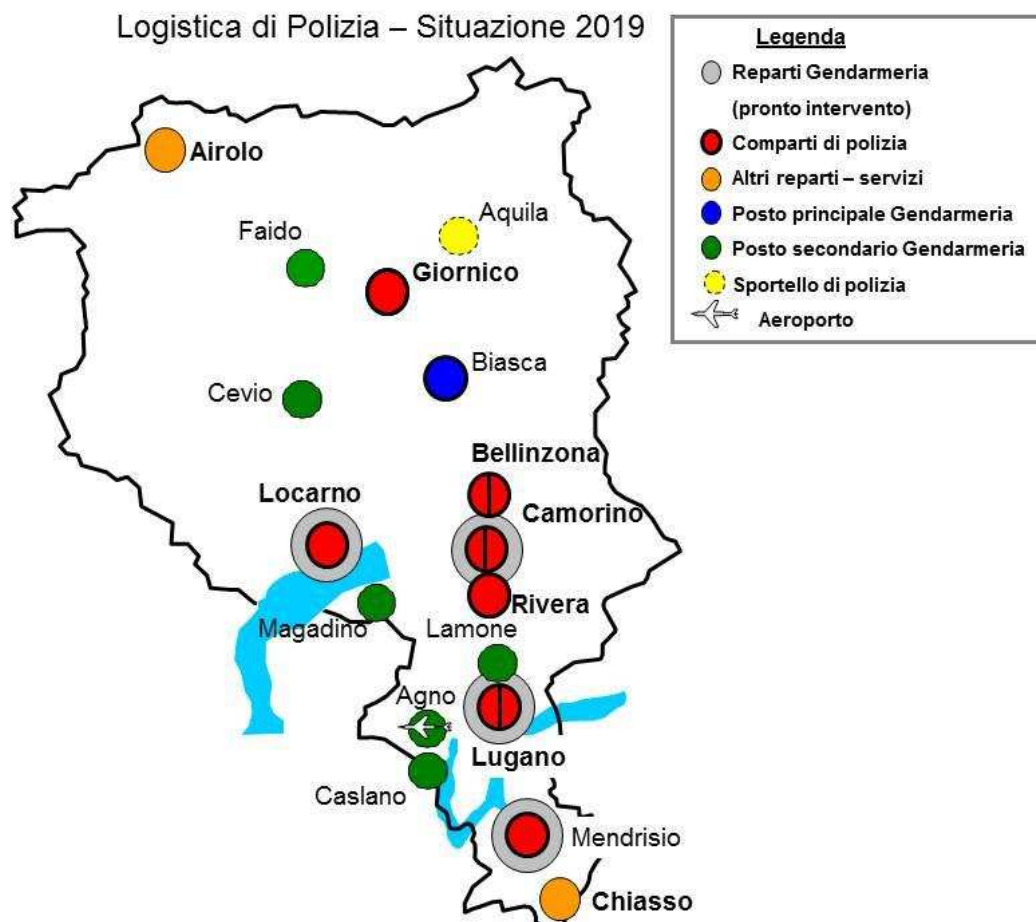 Logistica di Polizia – Situazione 2019
Legenda
Reparti Gendarmeria
(pronto intervento)
Comparti di polizia
Altri reparti – servizi
Posto principale Gendarmeria
Posto secondario Gendarmeria
Sportello di polizia
Aeroporto
Airolo
Aquila
Faido
Giornico
Biasca
Cevio
Bellinzona
Locarno
Camorino
Rivera
Magadino
Lamone
Agno
Lugano
Caslano
Mendrisio
Chiasso